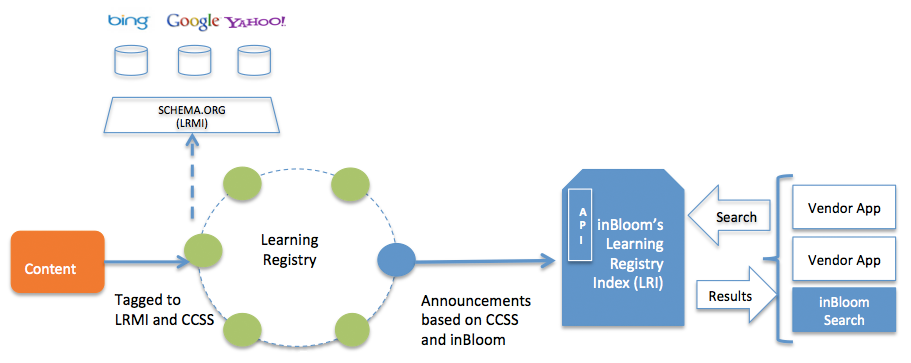 bing Google YAHOO!
SCHEMA.ORG
(LRMI)
Content
Tagged to
LRMI and CCSS
Learning
Registry
Announcements
based on CCSS
and inBloom
API
inBloom's
Learning
Registry
Index (LRI)
Search
Results
Vendor App
Vendor App
inBloom
Search